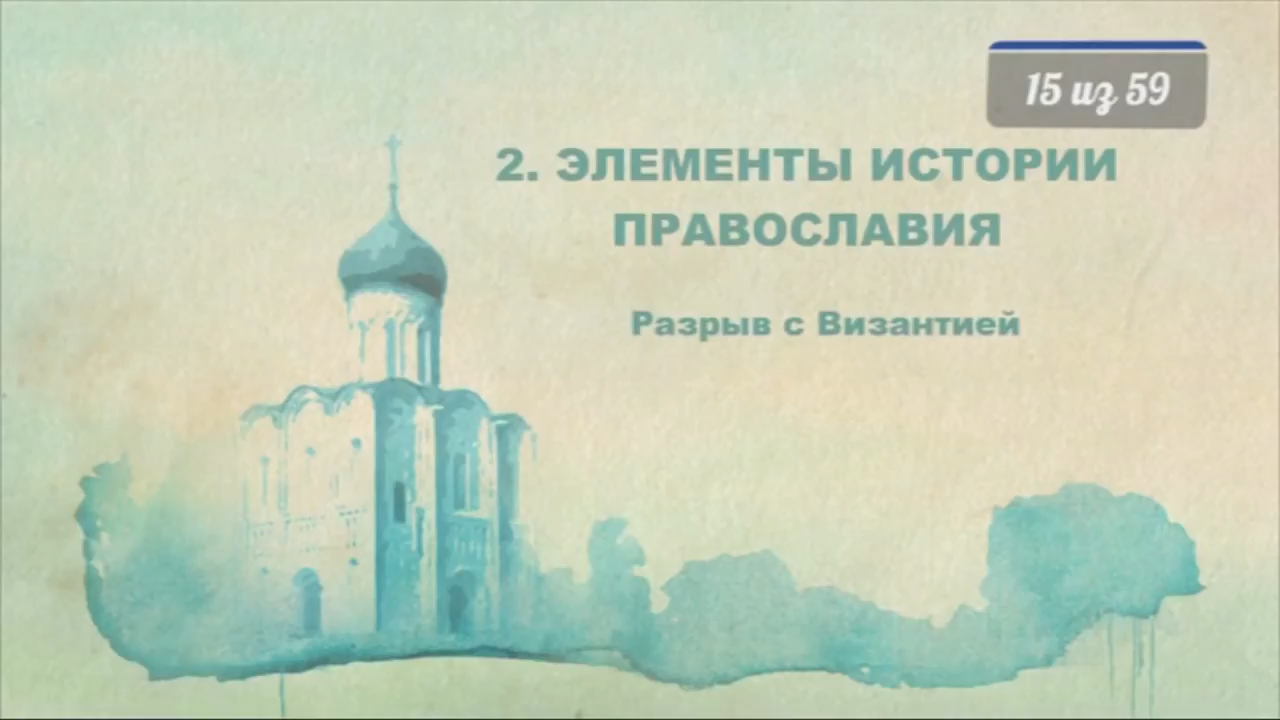 15 из 59
2. ЭЛЕМЕНТЫ ИСТОРИИ
ПРАВОСЛАВИЯ
Разрыв с Византией